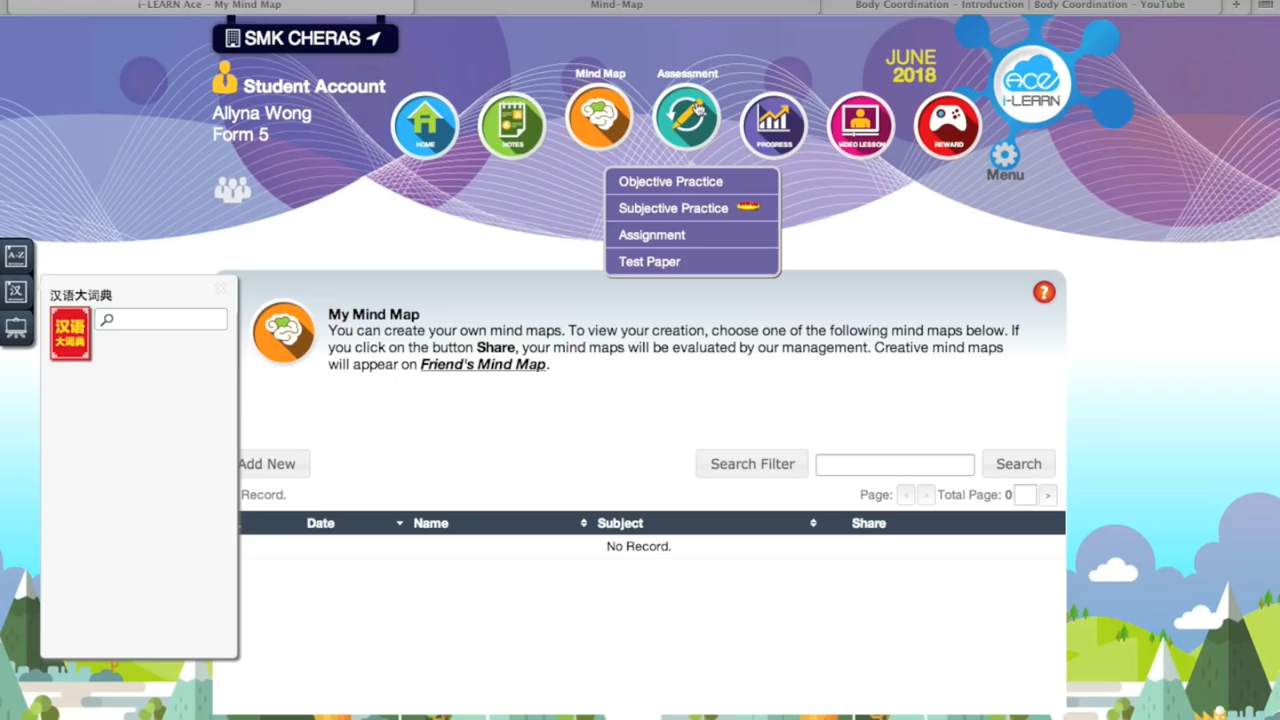 i-LEARN Ace - My Mind Map
Mind-Map
Body Coordination - Introduction | Body Coordination - YouTube
SMK CHERAS
Student Account
Allyna Wong
Form 5
Mind Map
Assessment
HOME
NOTES
PROGRESS
VIDEO LESSON
REWARD
JUNE
2018
Ace
i-LEARN
Menu
Objective Practice
Subjective Practice
Assignment
Test Paper
A-Z
汉
汉语大词典
汉语
大词典
My Mind Map
You can create your own mind maps. To view your creation, choose one of the following mind maps below. If
you click on the button Share, your mind maps will be evaluated by our management. Creative mind maps
will appear on Friend's Mind Map.
?
Add New
Search Filter
Search
Record.
Page: < > Total Page: 0 >
Date Name Subject Share
No Record.